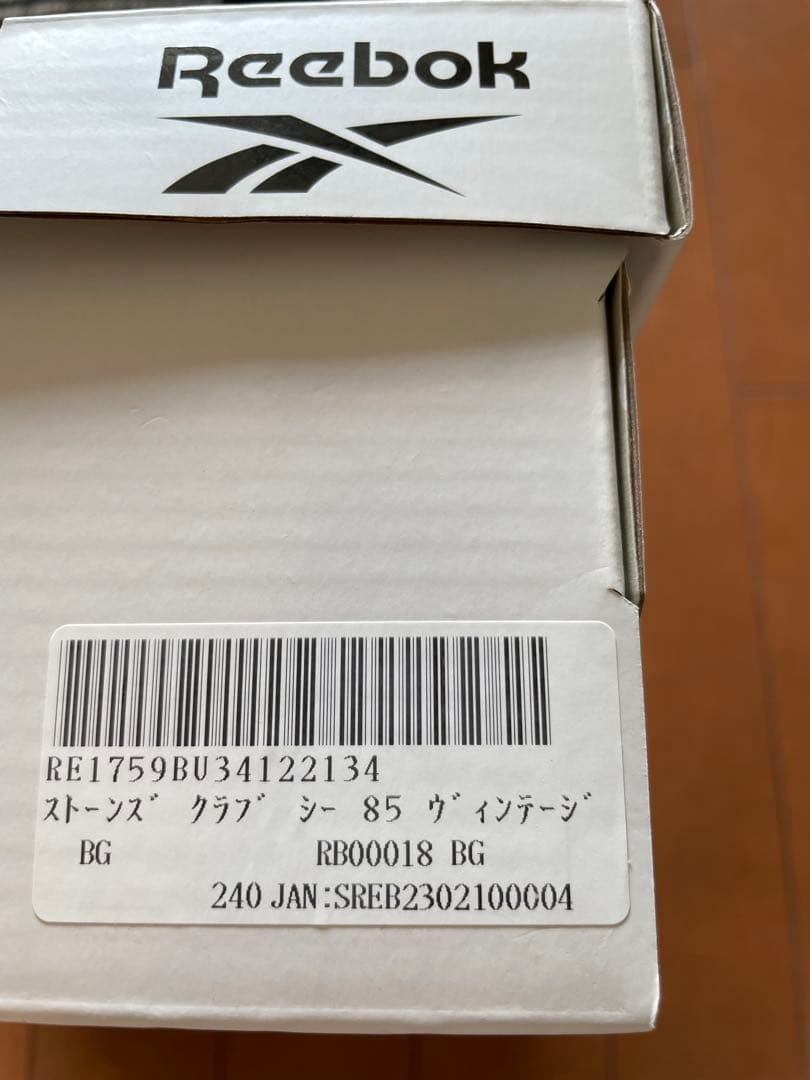 Reebok
RE1759BU34122134
ｽﾄｰﾝｽﾞ ｸﾗﾌﾞ ｼｰ 85 ｳﾞｨﾝﾃｰｼﾞ
BG RB00018 BG
240 JAN:SREB2302100004